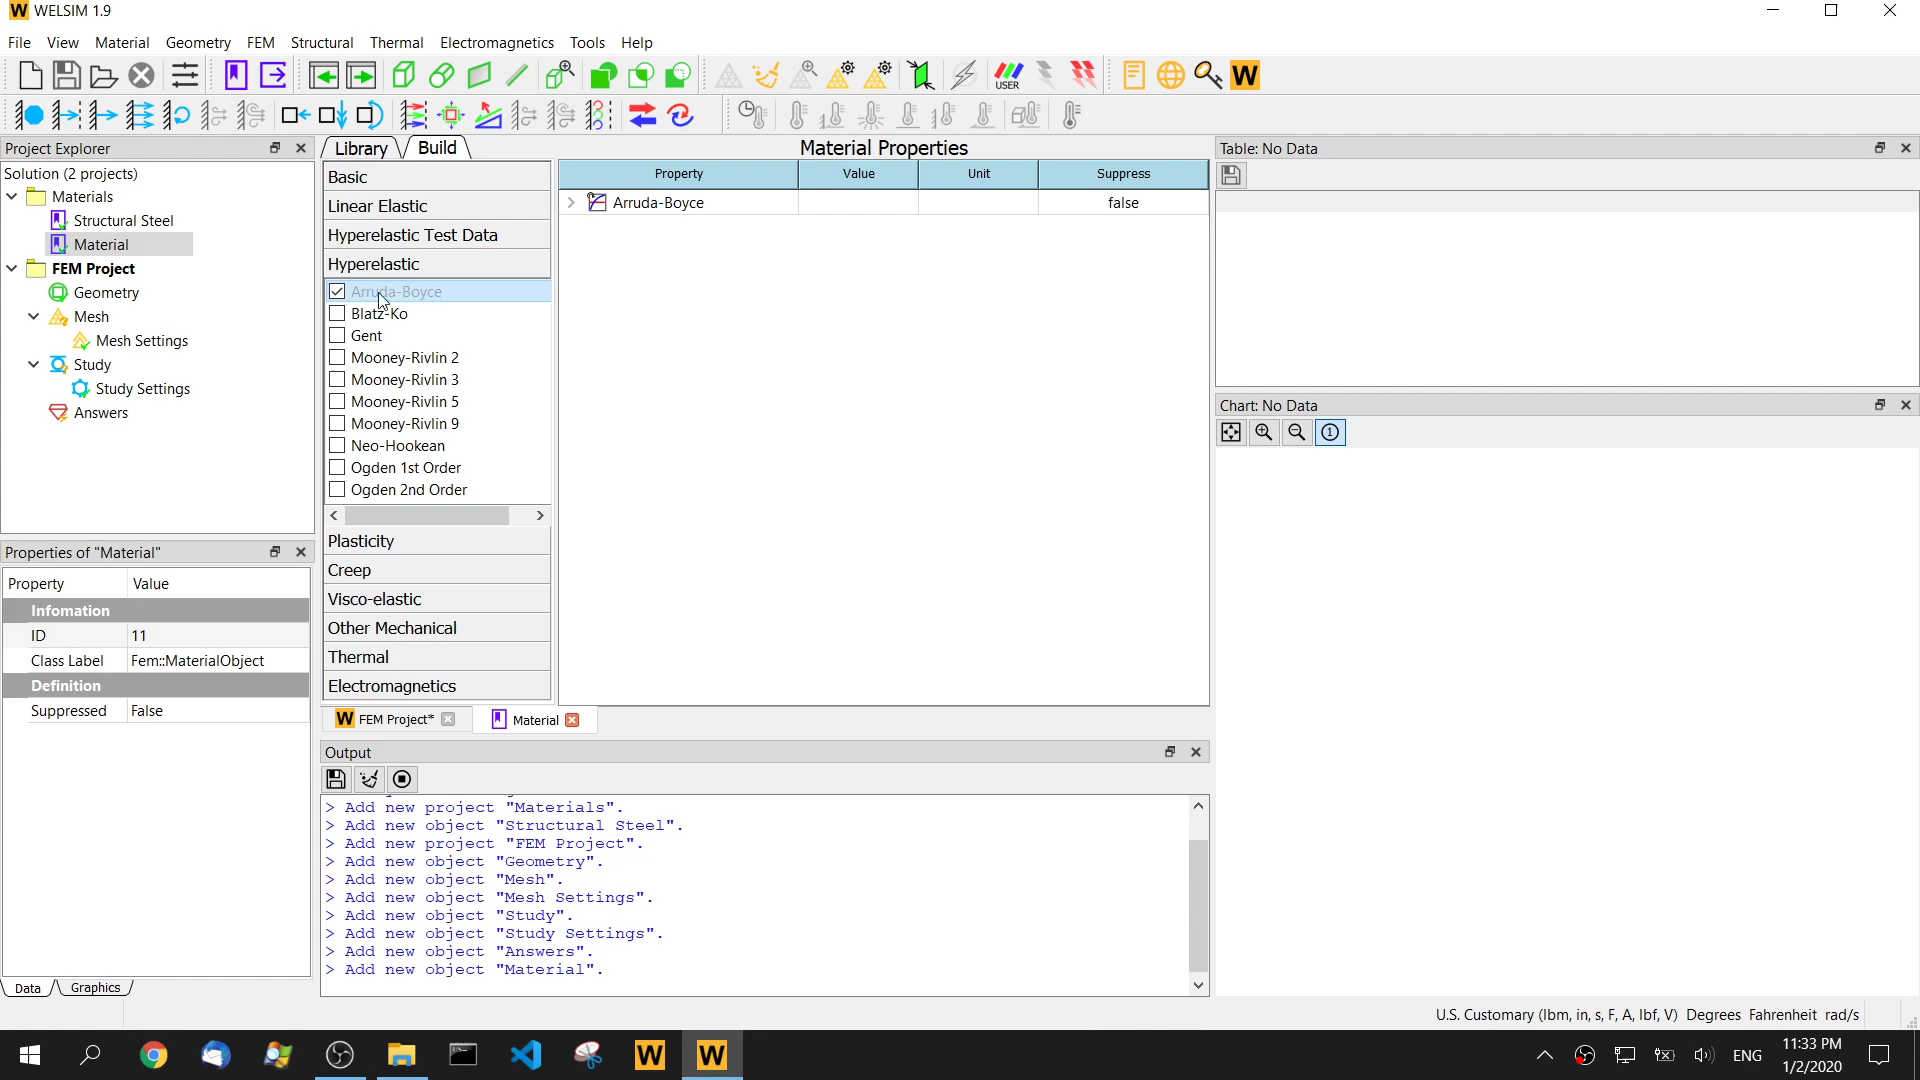 WELSIM 1.9
File View Material Geometry FEM Structural Thermal Electromagnetics Tools Help
USER
W
Project Explorer
Solution (2 projects)
Materials
Structural Steel
Material
FEM Project
Geometry
Mesh
Mesh Settings
Study
Study Settings
Answers
Properties of "Material"
Property Value
Infomation
ID 11
Class Label Fem::MaterialObject
Definition
Suppressed False
Data Graphics
Library Build
Basic
Linear Elastic
Hyperelastic Test Data
Hyperelastic
Arruda-Boyce
Blatz-Ko
Gent
Mooney-Rivlin 2
Mooney-Rivlin 3
Mooney-Rivlin 5
Mooney-Rivlin 9
Neo-Hookean
Ogden 1st Order
Ogden 2nd Order
Plasticity
Creep
Visco-elastic
Other Mechanical
Thermal
Electromagnetics
Material Properties
Property Value Unit Suppress
Arruda-Boyce false
W FEM Project* Material
Output
> Add new project "Materials".
> Add new object "Structural Steel".
> Add new project "FEM Project".
> Add new object "Geometry".
> Add new object "Mesh".
> Add new object "Mesh Settings".
> Add new object "Study".
> Add new object "Study Settings".
> Add new object "Answers".
> Add new object "Material".
Table: No Data
Chart: No Data
1
U.S. Customary (lbm, in, s, F, A, lbf, V) Degrees Fahrenheit rad/s
W W
ENG
11:33 PM
1/2/2020